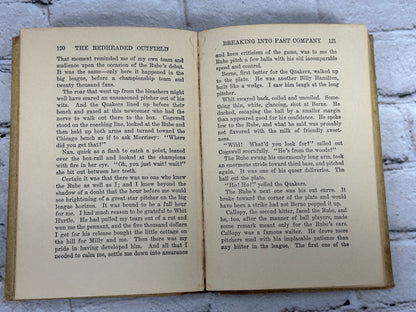 120 THE REDHEADED OUTFIELD
That moment reminded me of my own team and
audience upon the occasion of the Rube's debut.
It was the same—only here it happened in the
big league, before a championship team and
twenty thousand people.
The roar that went up from the bleachers might
well have scared an unseasoned pitcher out of his
wits. And the Quakers lined up before their
bench and gazed at this newcomer who had the
nerve to walk out there to the box. Cogswell
stood on the coaching line, looked at the Rube and
then held up both arms and turned toward the
Chicago bench as if to ask Morrisey: "Where
did you get that?"
Nan, quick as a flash to catch a point, leaned
over the box-rail and looked at the champions
with fire in her eye. "Oh, you just wait! wait!"
she bit out between her teeth.
Certain it was that there was no one who knew
the Rube as well as I; and I knew beyond the
shadow of a doubt that the hour before me would
see brightening of a great star pitcher on the big
league horizon. It was bound to be a full hour
for me. I had much reason to be grateful to Whit
Hurtle. He had pulled my team out of a rut and
won me the pennant, and the five thousand dollars
I got for his release bought the little cottage on
the hill for Milly and me. Then there was my
pride in having developed him. And all that I
needed to calm me, settle me down into assurance
BREAKING INTO FAST COMPANY 121
and keen criticism of the game, was to see the
Rube pitch a few balls with his old incomparable
speed and control.
Berne, first batter for the Quakers, walked up
to the plate. He was another Billy Hamilton,
built like a wedge. I saw him laugh at the long
pitcher.
Whit swayed back, coiled and uncoiled. Some-
thing thin, white, glancing, shot at Berne. He
ducked, escaping the ball by a smaller margin
than appeared good for his confidence. He spoke
low to the Rube, and what he said was probably
not flavored with the milk of friendly sweet-
ness.
"Wild! What'd you look for?" called out
Cogswell scornfully. "He's from the woods!"
The Rube swung his enormously long arm, took
an enormous stride toward third base, and pitched
again. It was one of his queer deliveries. The
ball cut the plate.
"Ho! Ho!" yelled the Quakers.
The Rube's next one was his out curve. It
broke toward the corner of the plate and would
have been a strike had not Berne popped it up.
Callopy, the second hitter, faced the Rube, and
he, too, after the manner of ball players, made
some remark meant only for the Rube's ears.
Callopy was a famous waiter. He drove more
pitchers mad with his implacable patience than
any hitter in the league. The first one of the